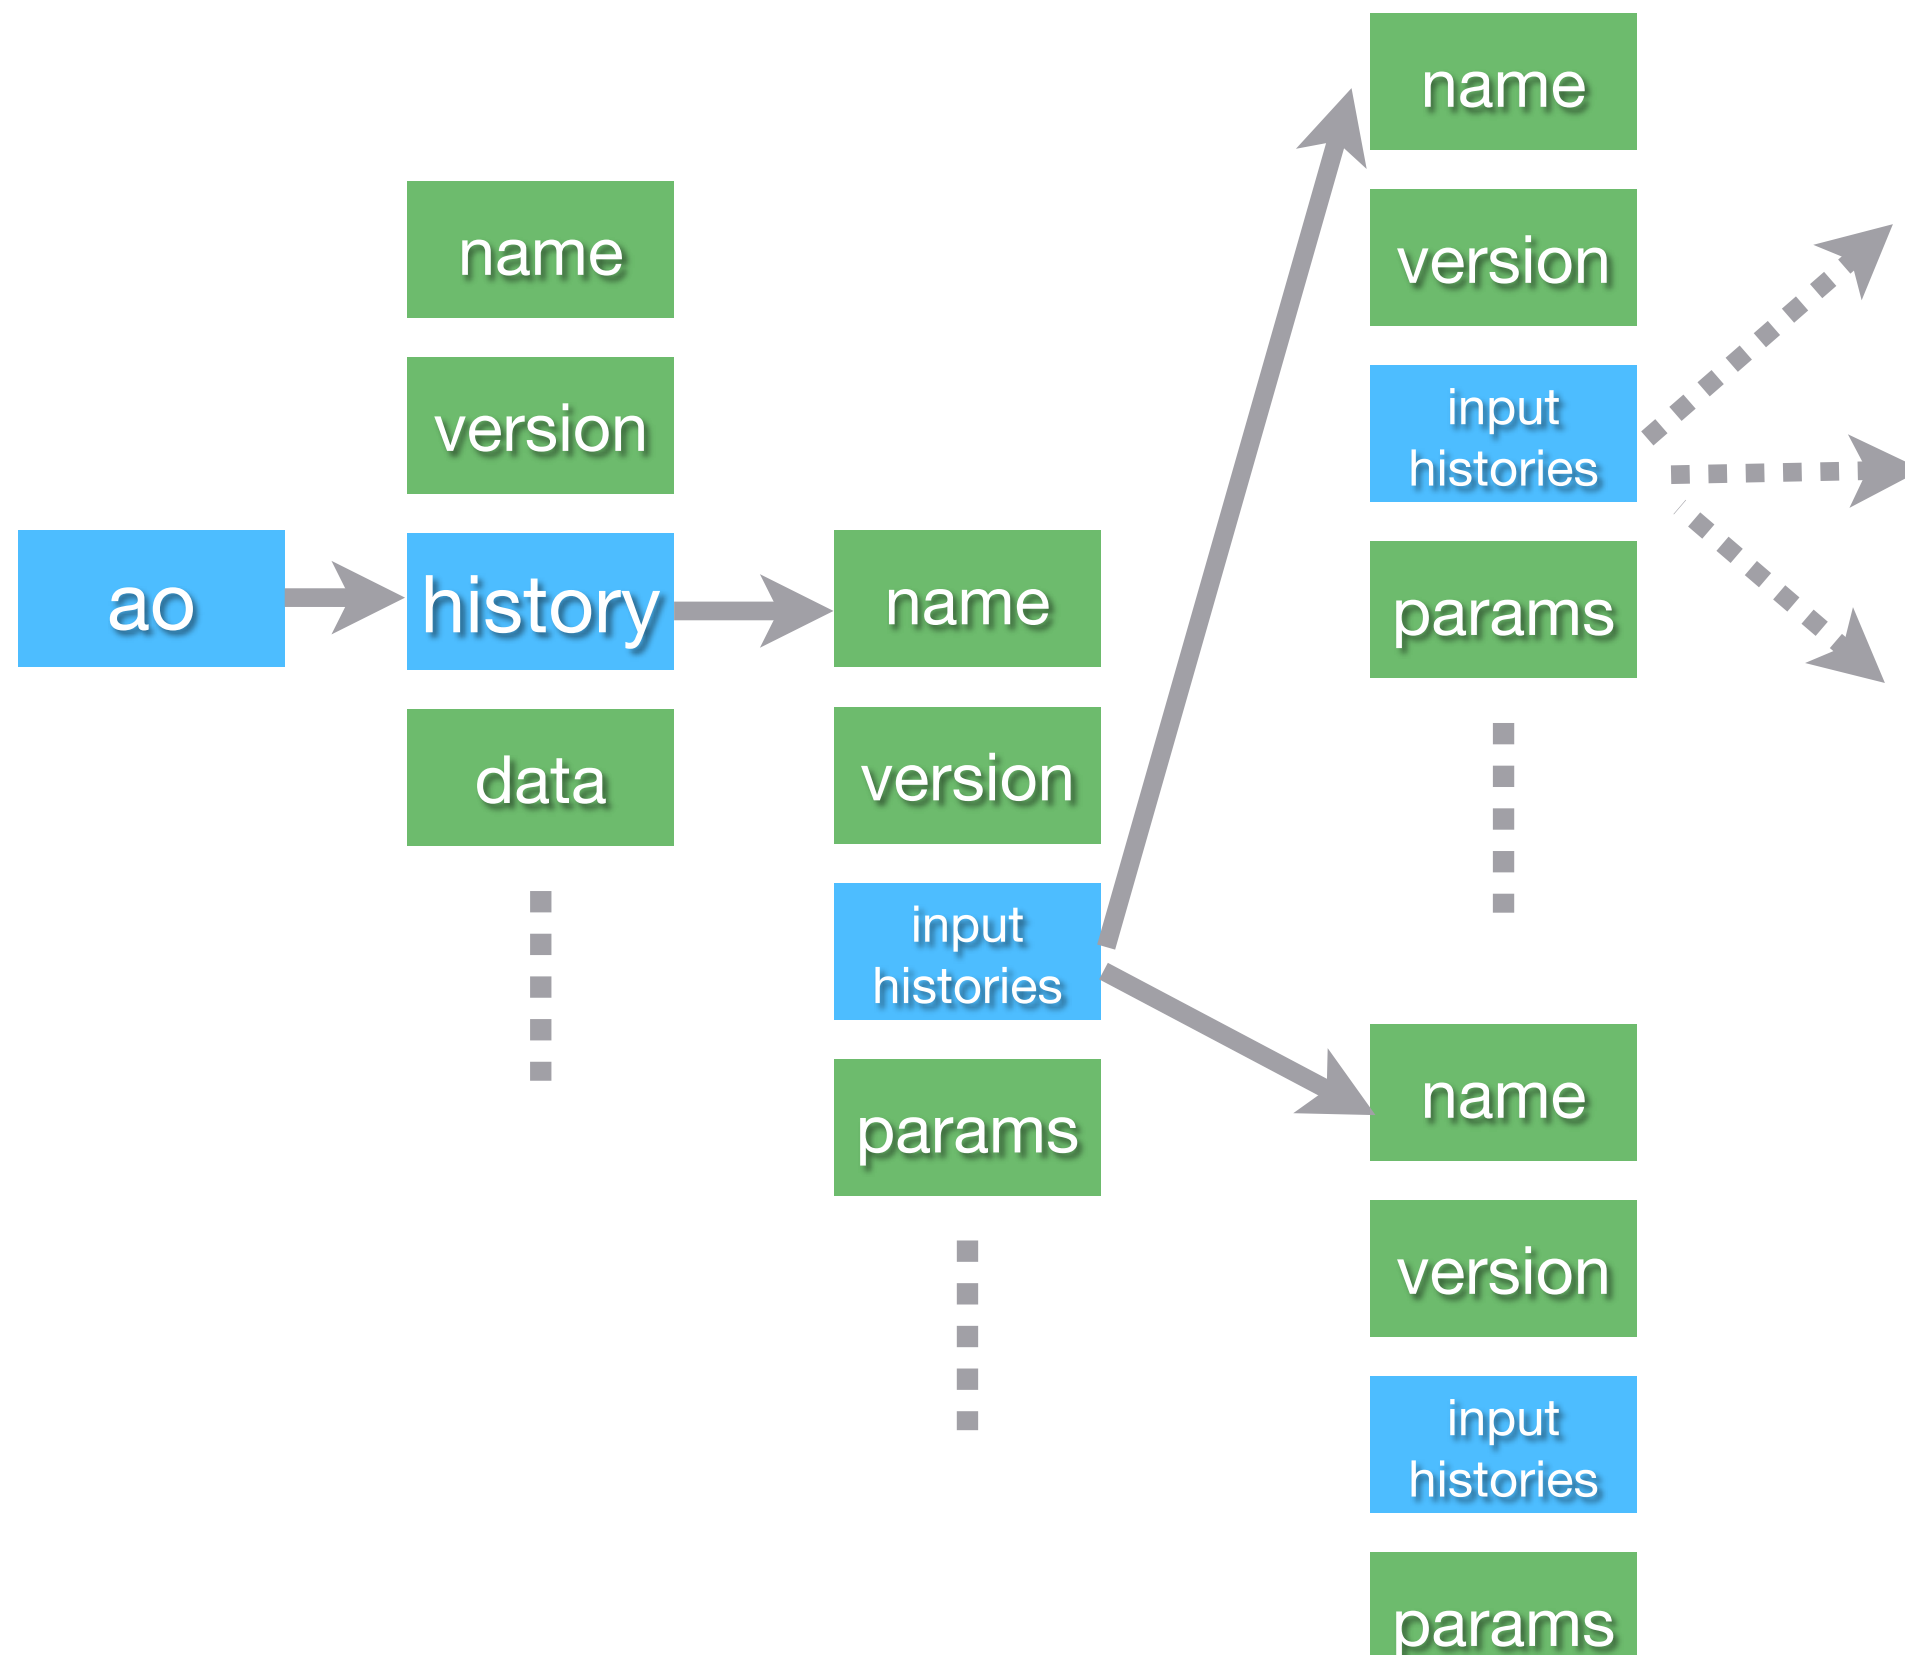 ao
name
version
history
data
name
version
input
histories
params
name
version
input
histories
params
name
version
input
histories
params